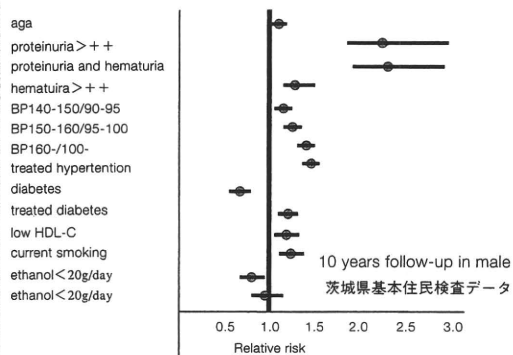 aga
proteinuria>++
proteinuria and hematuria
hematuira>++
BP140-150/90-95
BP150-160/95-100
BP160-/100-
treated hypertention
diabetes
treated diabetes
low HDL-C
current smoking
ethanol<20g/day
ethanol<20g/day
10 years follow-up in male
茨城県基本住民検査データ
0.5 1.0 1.5 2.0 2.5 3.0
Relative risk